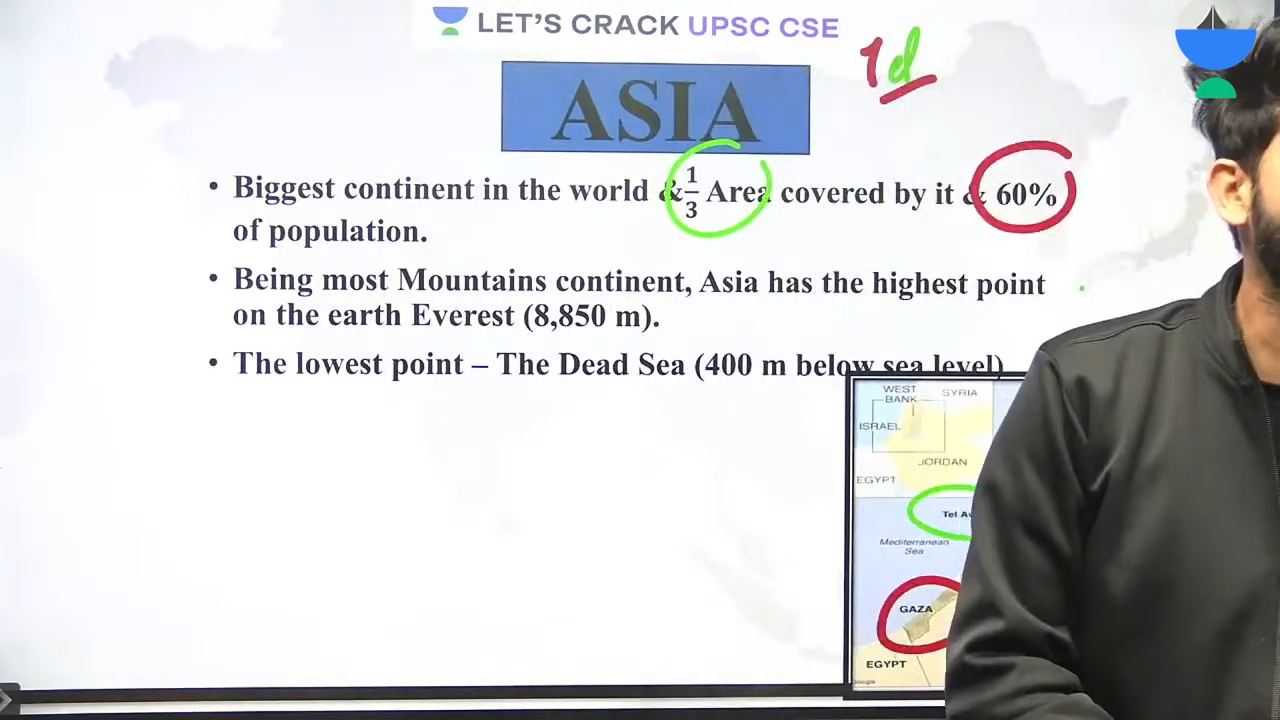 LET'S CRACK UPSC CSE
1d
ASIA
• Biggest continent in the world & 1/3 Area covered by it & 60%
of population.
• Being most Mountains continent, Asia has the highest point
on the earth Everest (8,850 m).
• The lowest point – The Dead Sea (400 m below sea level)
WEST
BANK
SYRIA
ISRAEL
JORDAN
EGYPT
Tel
Mediterranean
Sea
GAZA
EGYPT